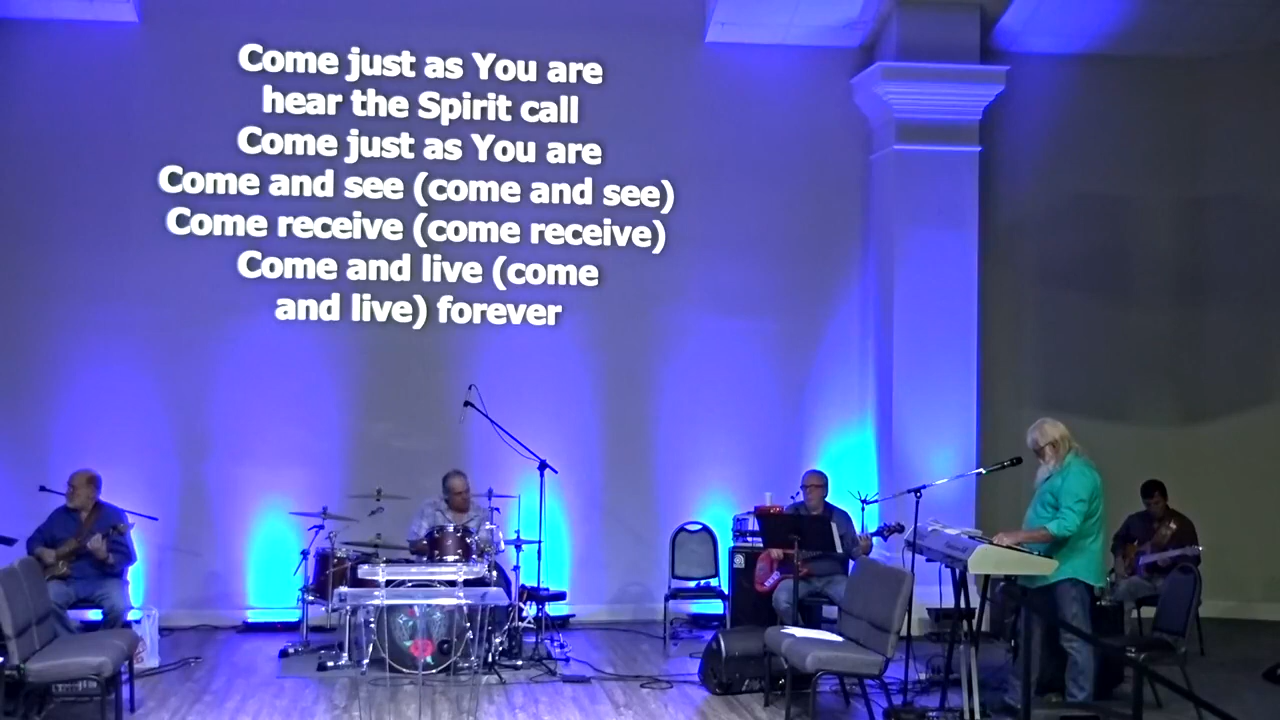 Come just as You are
hear the Spirit call
Come just as You are
Come and see (come and see)
Come receive (come receive)
Come and live (come
and live) forever